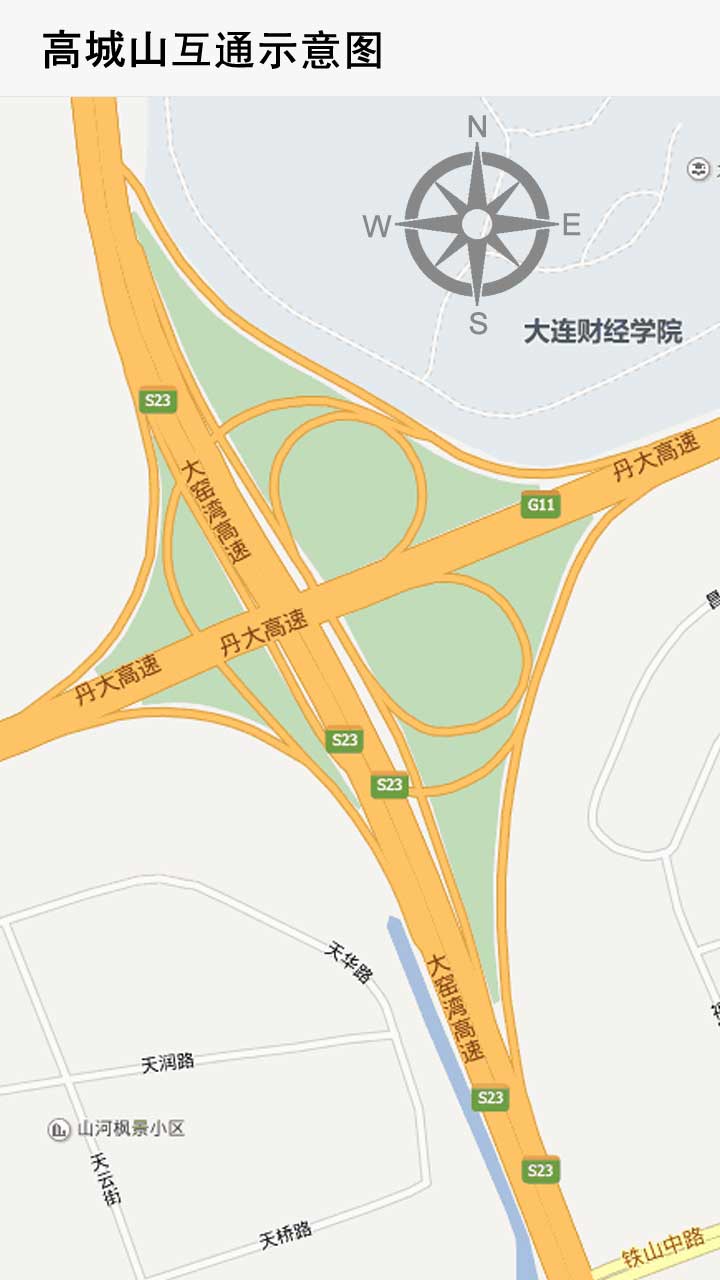 高城山互通示意图
N
W
E
S
大连财经学院
S23
丹大高速
大窑湾高速
G11
丹大高速
丹大高速
S23
S23
天华路
大窑湾高速
天润路
S23
山河枫景小区
S23
天云街
天桥路
铁山中路